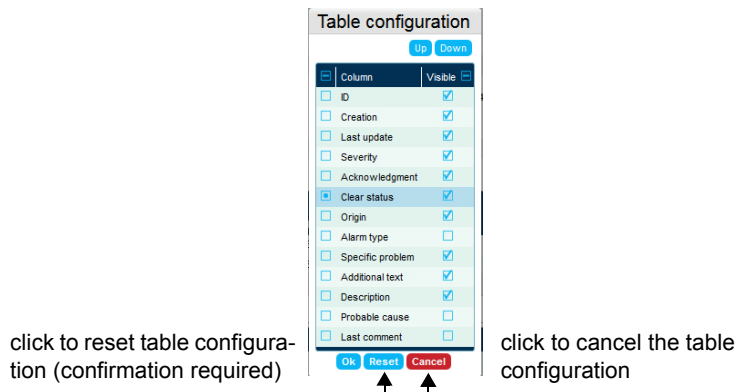 Table configuration
Up Down
Column Visible
ID
Creation
Last update
Severity
Acknowledgment
Clear status
Origin
Alarm type
Specific problem
Additional text
Description
Probable cause
Last comment
Ok Reset Cancel
click to reset table configura-
tion (confirmation required)
click to cancel the table
configuration